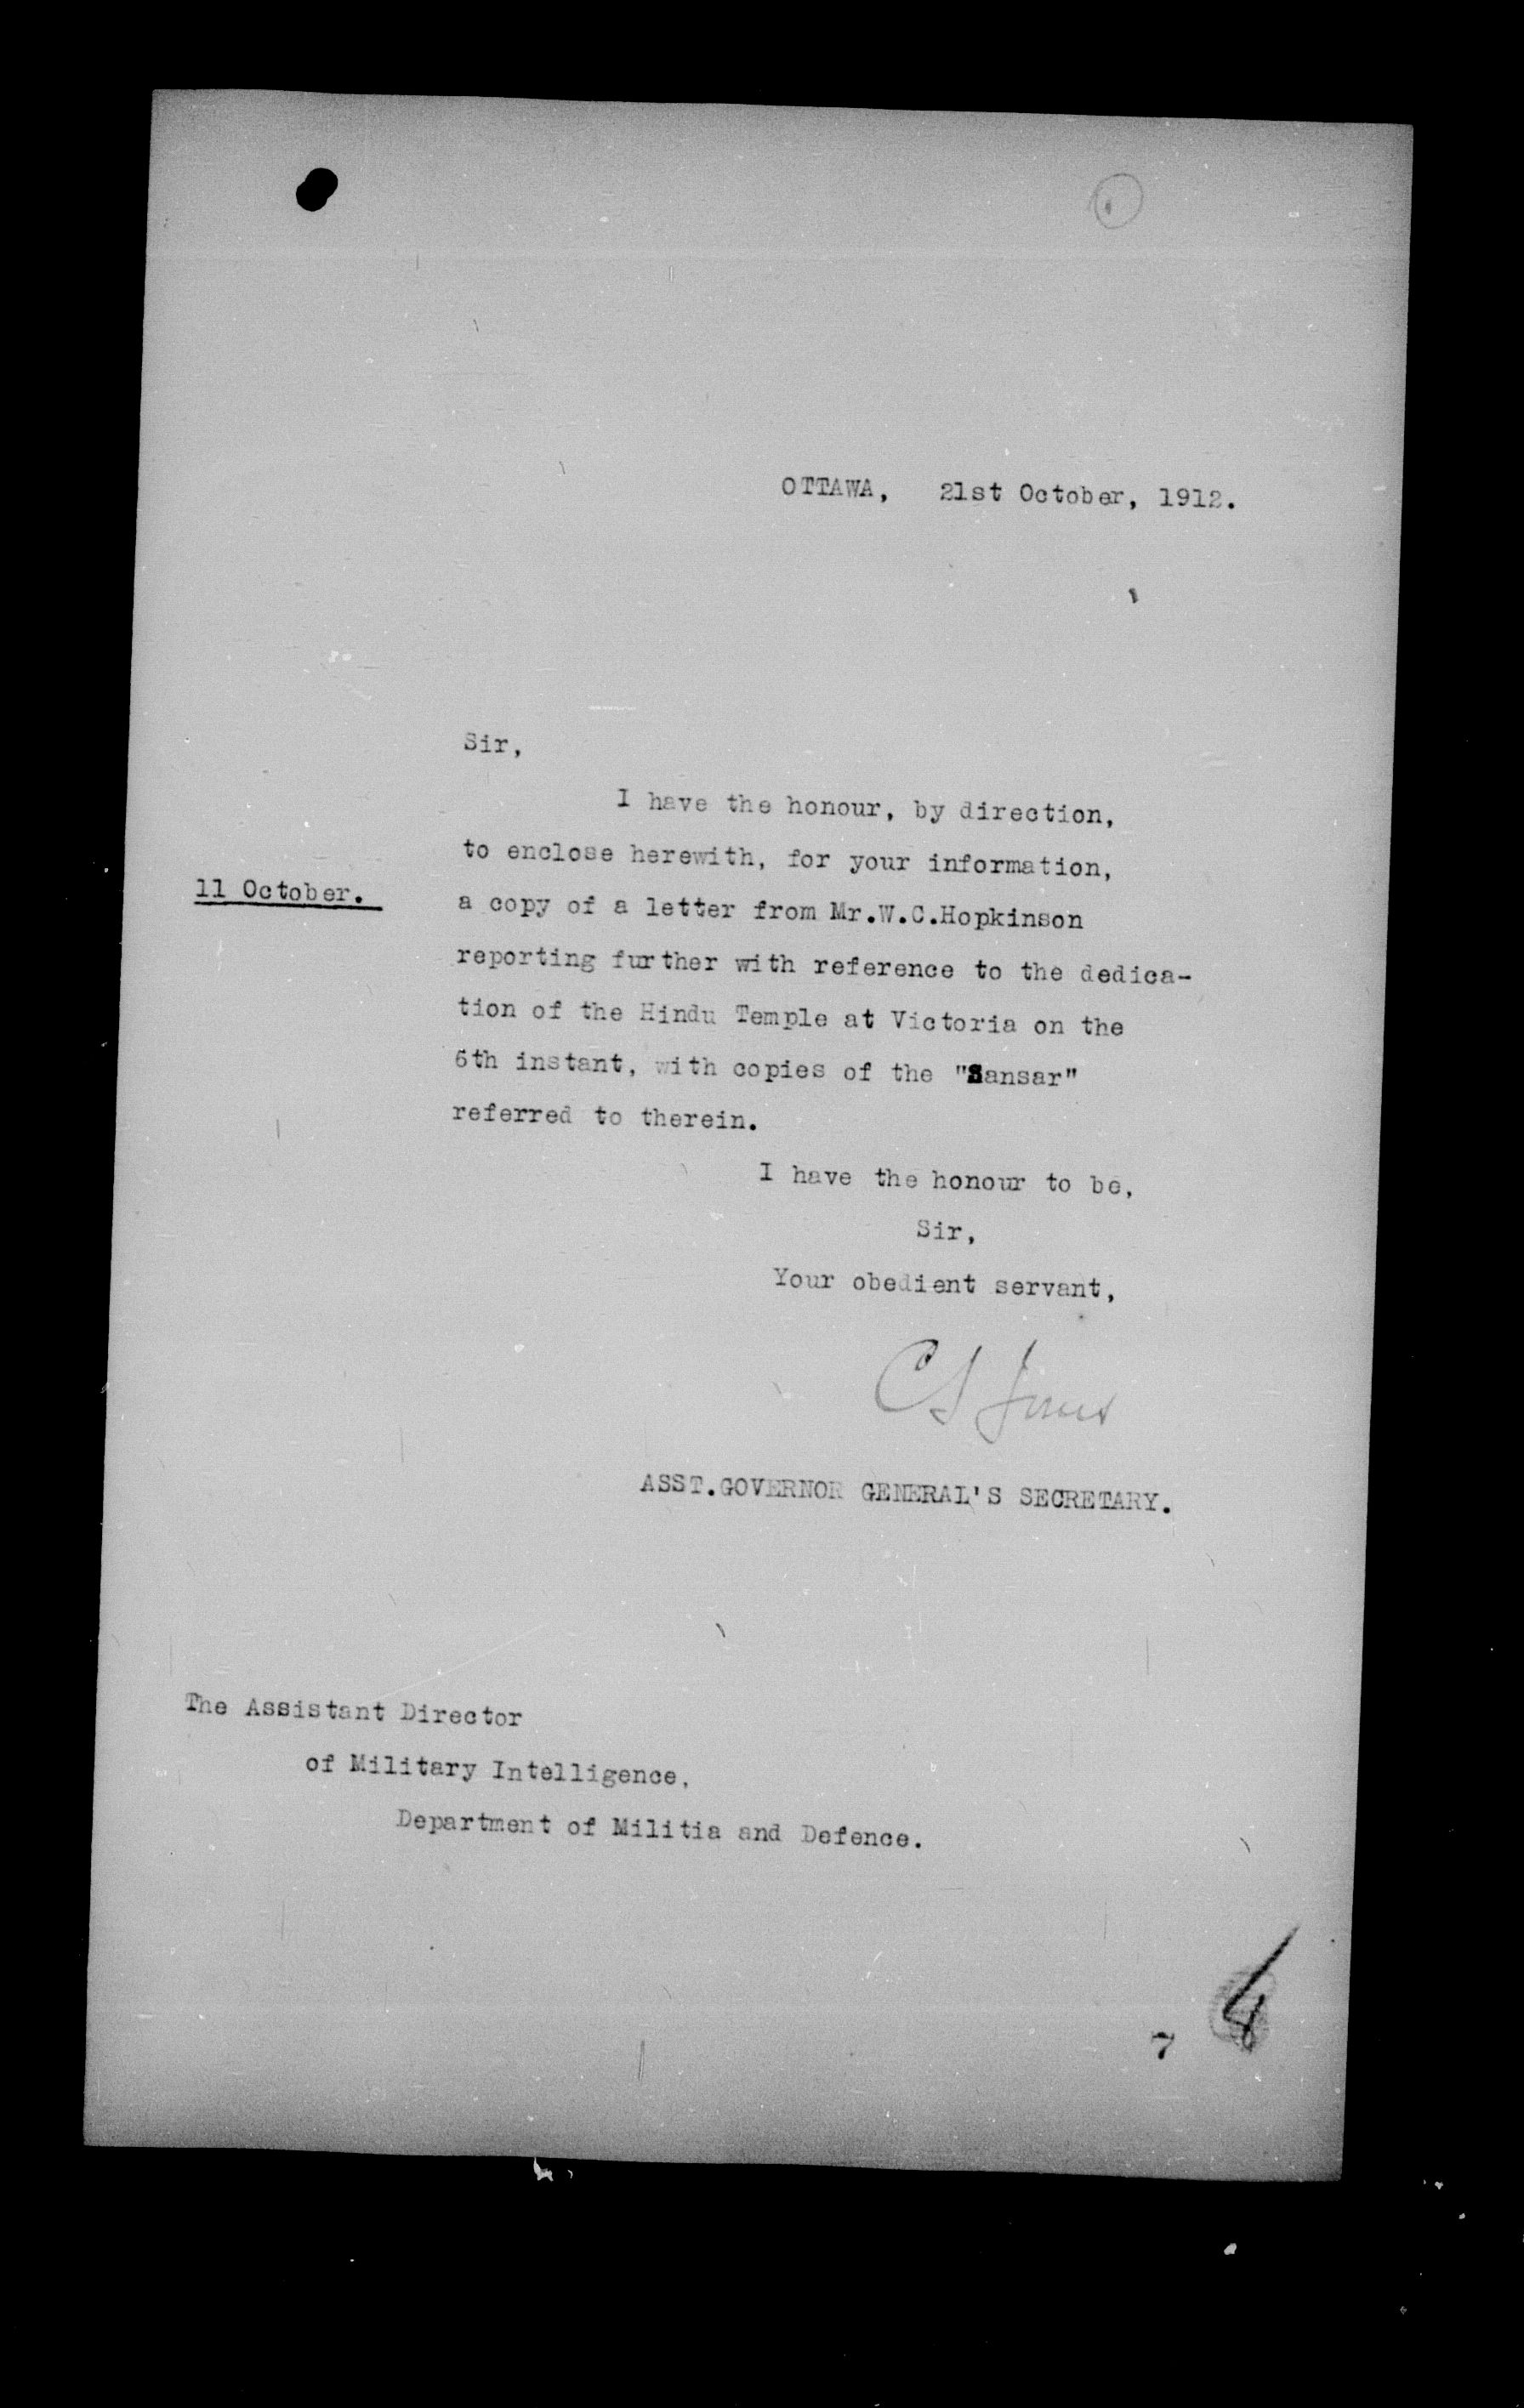 OTTAWA, 21st October, 1912.
Sir,
I have the honour, by direction,
to enclose herewith, for your information,
11 October.
a copy of a letter from Mr.W.C.Hopkinson
reporting further with reference to the dedica-
tion of the Hindu Temple at Victoria on the
6th instant, with copies of the "Sansar"
referred to therein.
I have the honour to be,
Sir,
Your obedient servant,
ASST.GOVERNOR GENERAL'S SECRETARY.
The Assistant Director
of Military Intelligence,
Department of Militia and Defence.
7